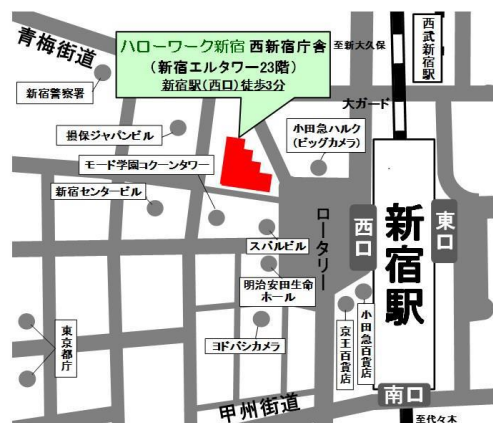 青梅街道
ハローワーク新宿 西新宿庁舎
(新宿エルタワー23階)
新宿駅(西口)徒歩3分
至新大久保
西武新宿駅
新宿警察署
大ガード
損保ジャパンビル
小田急ハルク
(ビッグカメラ)
モード学園コクーンタワー
新宿センタービル
ロータリー
西口
新宿駅
東口
スバルビル
明治安田生命
ホール
東京都庁
ヨドバシカメラ
京王百貨店
小田急百貨店
南口
甲州街道
至代々木